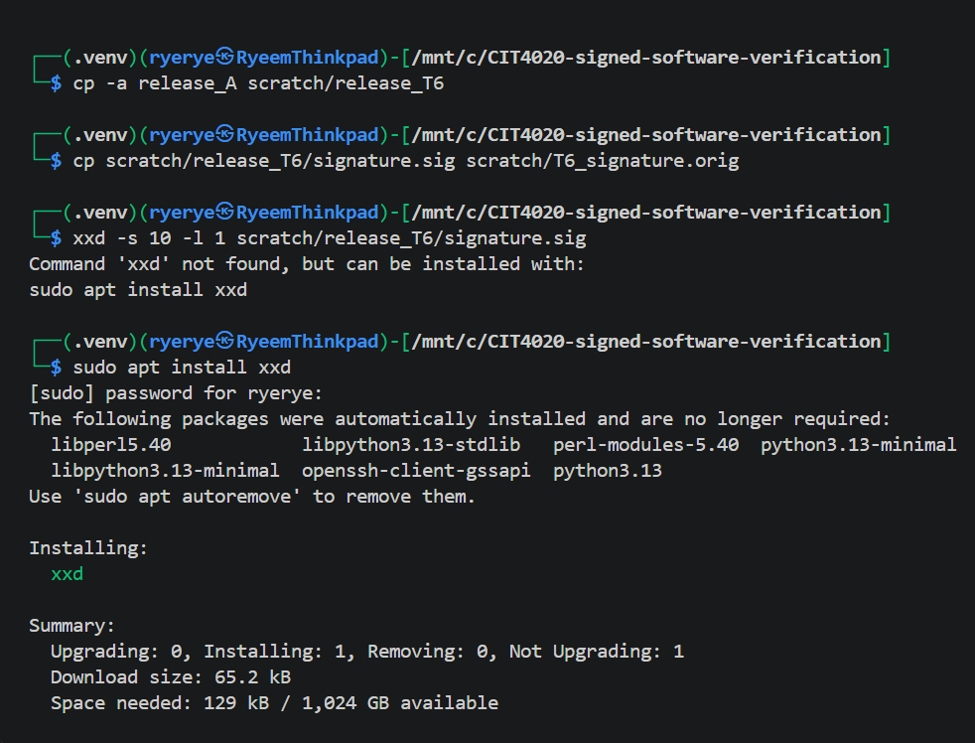 ┌──(.venv)(ryerye㉿RyeemThinkpad)-[/mnt/c/CIT4020-signed-software-verification]
└─$ cp -a release_A scratch/release_T6
┌──(.venv)(ryerye㉿RyeemThinkpad)-[/mnt/c/CIT4020-signed-software-verification]
└─$ cp scratch/release_T6/signature.sig scratch/T6_signature.orig
┌──(.venv)(ryerye㉿RyeemThinkpad)-[/mnt/c/CIT4020-signed-software-verification]
└─$ xxd -s 10 -l 1 scratch/release_T6/signature.sig
Command 'xxd' not found, but can be installed with:
sudo apt install xxd
┌──(.venv)(ryerye㉿RyeemThinkpad)-[/mnt/c/CIT4020-signed-software-verification]
└─$ sudo apt install xxd
[sudo] password for ryerye:
The following packages were automatically installed and are no longer required:
  libperl5.40            libpython3.13-stdlib   perl-modules-5.40  python3.13-minimal
  libpython3.13-minimal  openssh-client-gssapi  python3.13
Use 'sudo apt autoremove' to remove them.
Installing:
  xxd
Summary:
  Upgrading: 0, Installing: 1, Removing: 0, Not Upgrading: 1
  Download size: 65.2 kB
  Space needed: 129 kB / 1,024 GB available